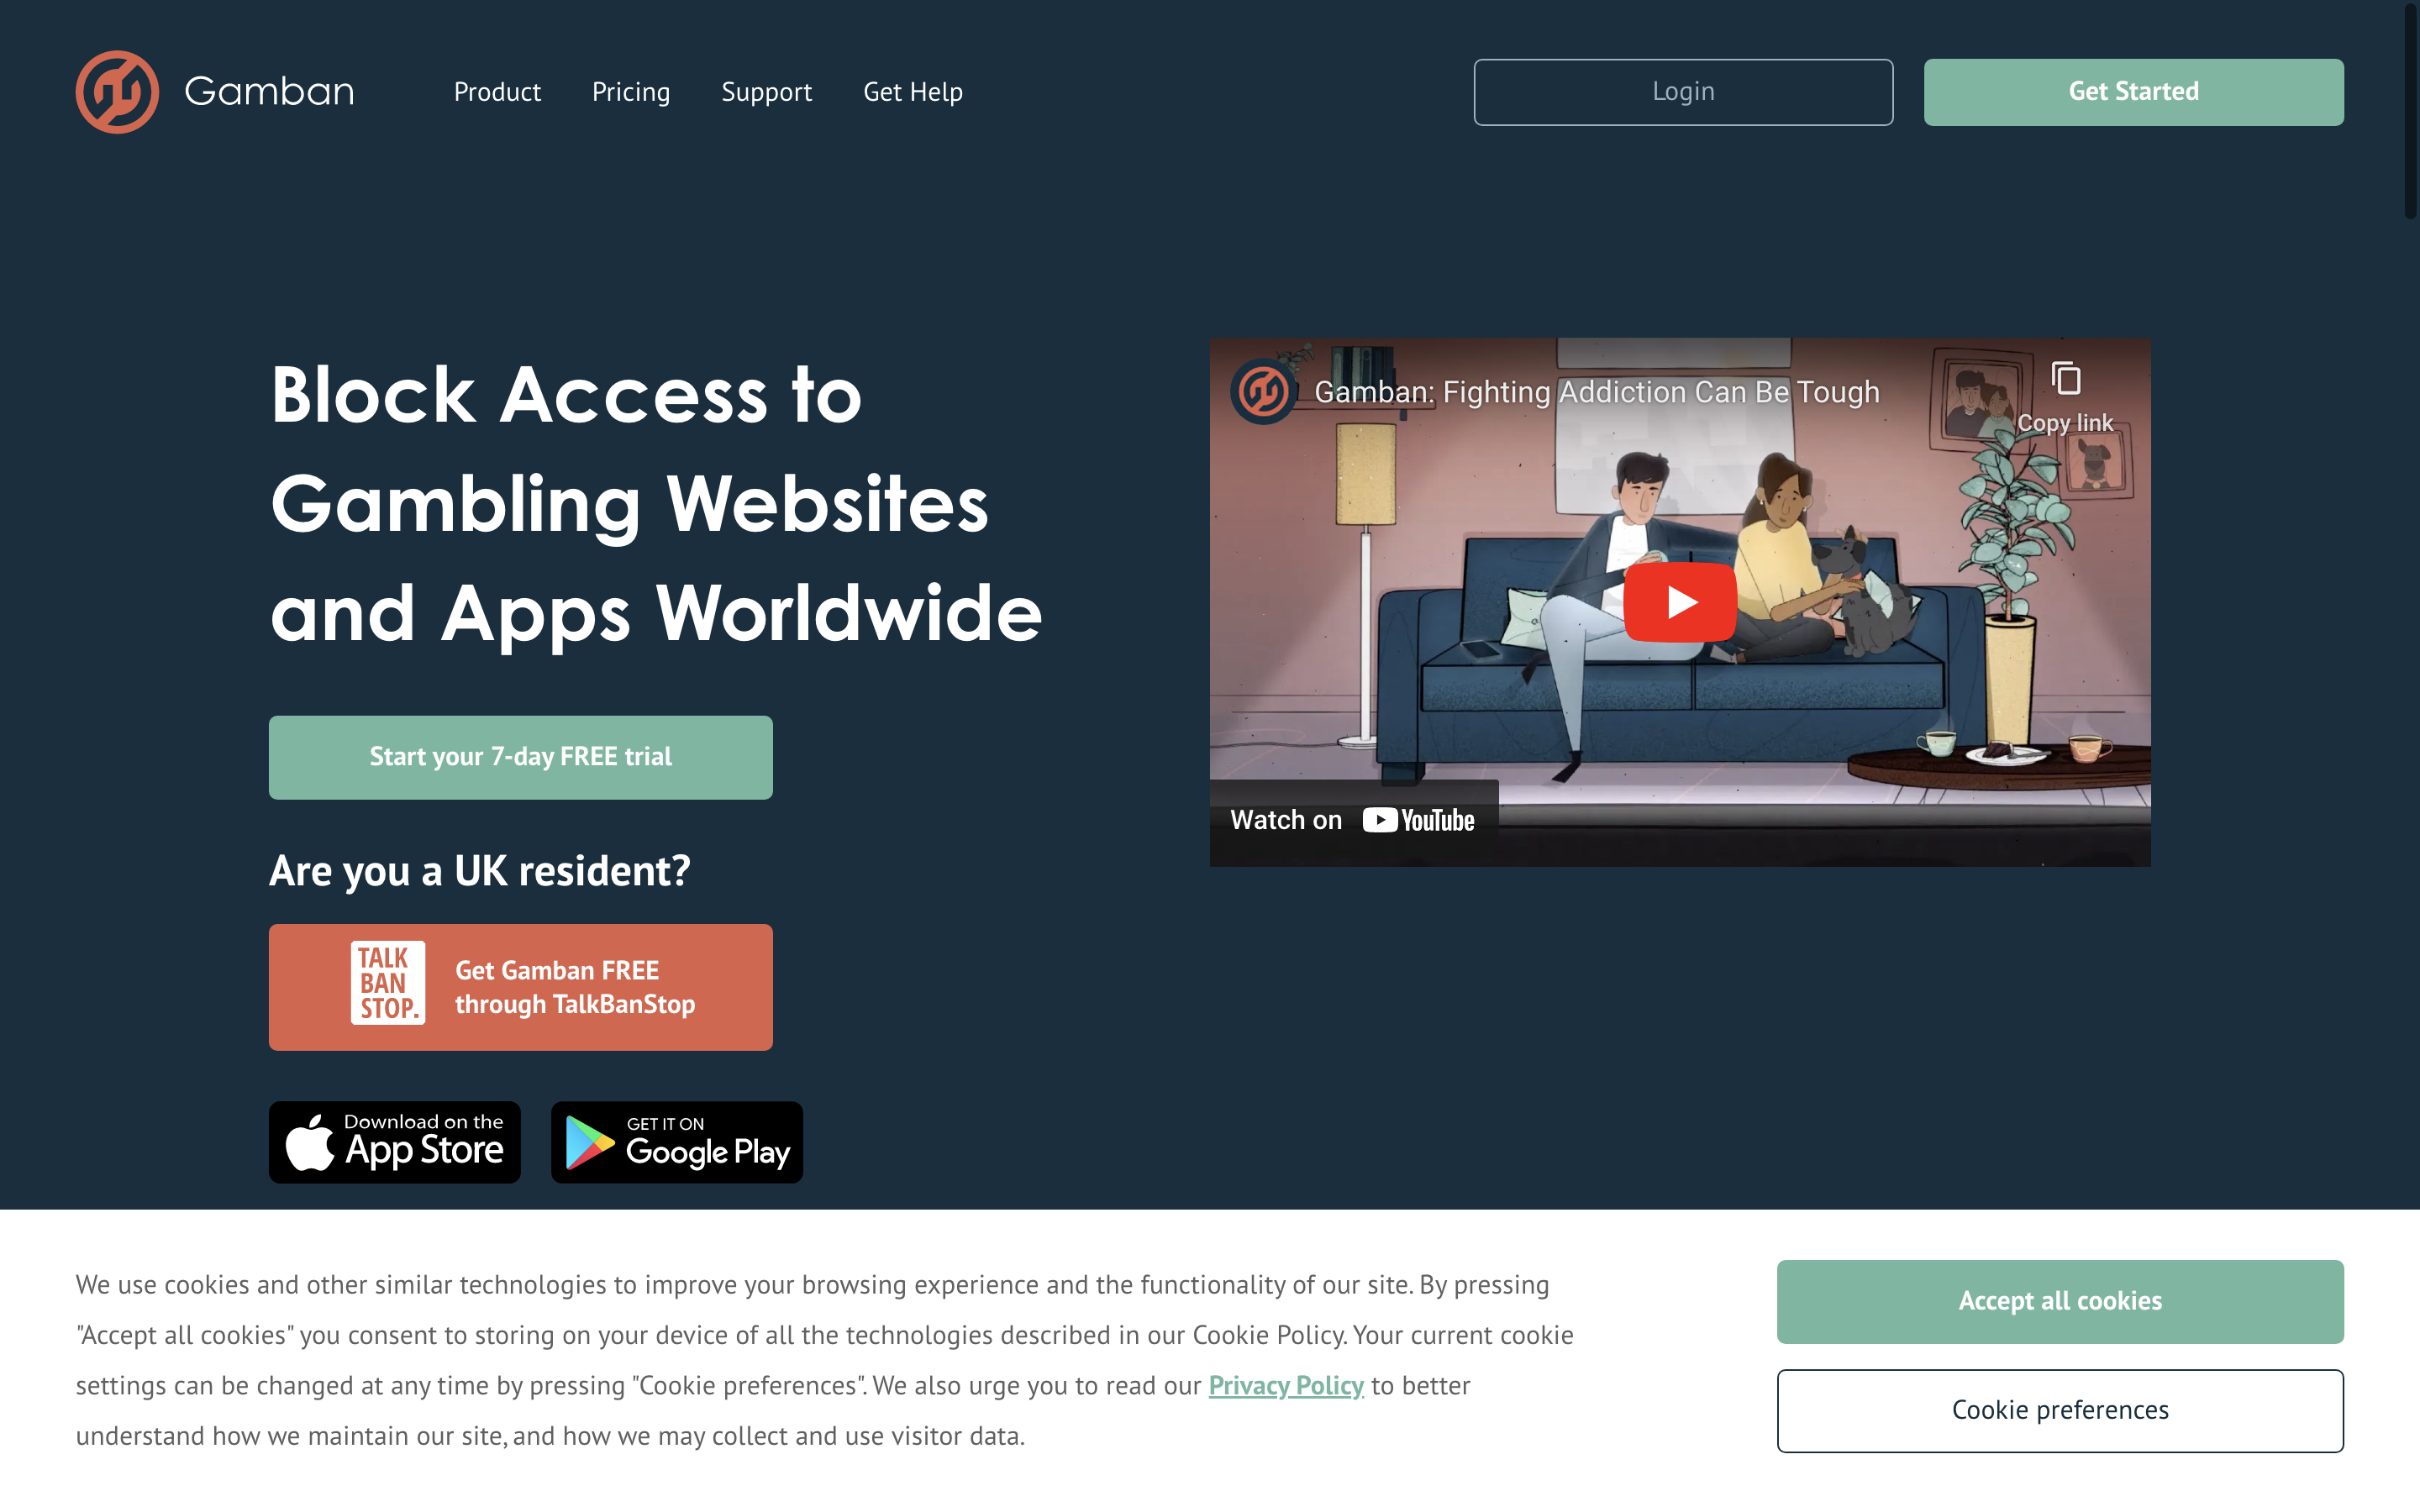 Gamban
Product
Pricing
Support
Get Help
Login
Get Started
Block Access to
Gambling Websites
and Apps Worldwide
Start your 7-day FREE trial
Are you a UK resident?
TALK
BAN
STOP.
Get Gamban FREE
through TalkBanStop
Download on the
App Store
GET IT ON
Google Play
Gamban: Fighting Addiction Can Be Tough
Copy link
Watch on YouTube
We use cookies and other similar technologies to improve your browsing experience and the functionality of our site. By pressing
"Accept all cookies" you consent to storing on your device of all the technologies described in our Cookie Policy. Your current cookie
settings can be changed at any time by pressing "Cookie preferences". We also urge you to read our Privacy Policy to better
understand how we maintain our site, and how we may collect and use visitor data.
Accept all cookies
Cookie preferences